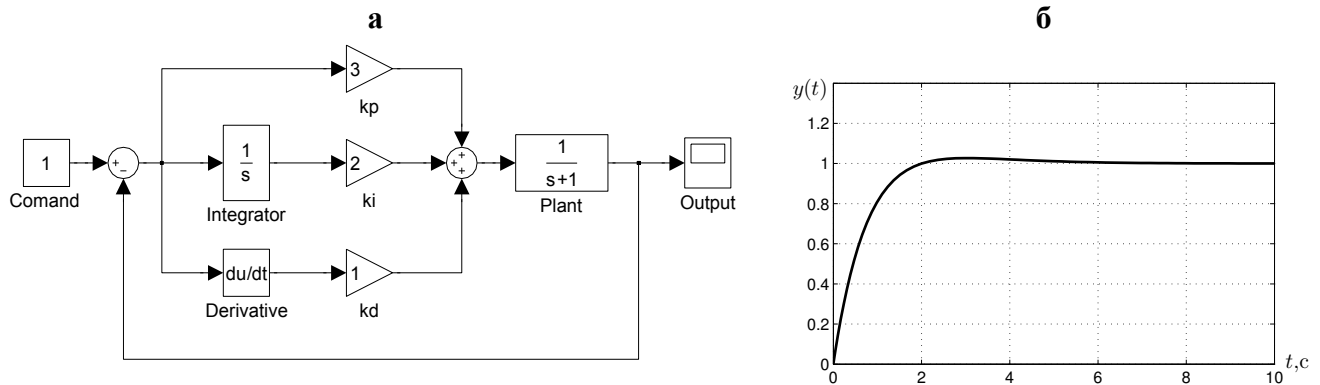 а
3
kp
1
Comand
+
−
1
s
Integrator
2
ki
+
+
+
1
s+1
Plant
Output
du/dt
Derivative
1
kd
б
y(t)
1.2
1
0.8
0.6
0.4
0.2
0
0 2 4 6 8 10
t,с